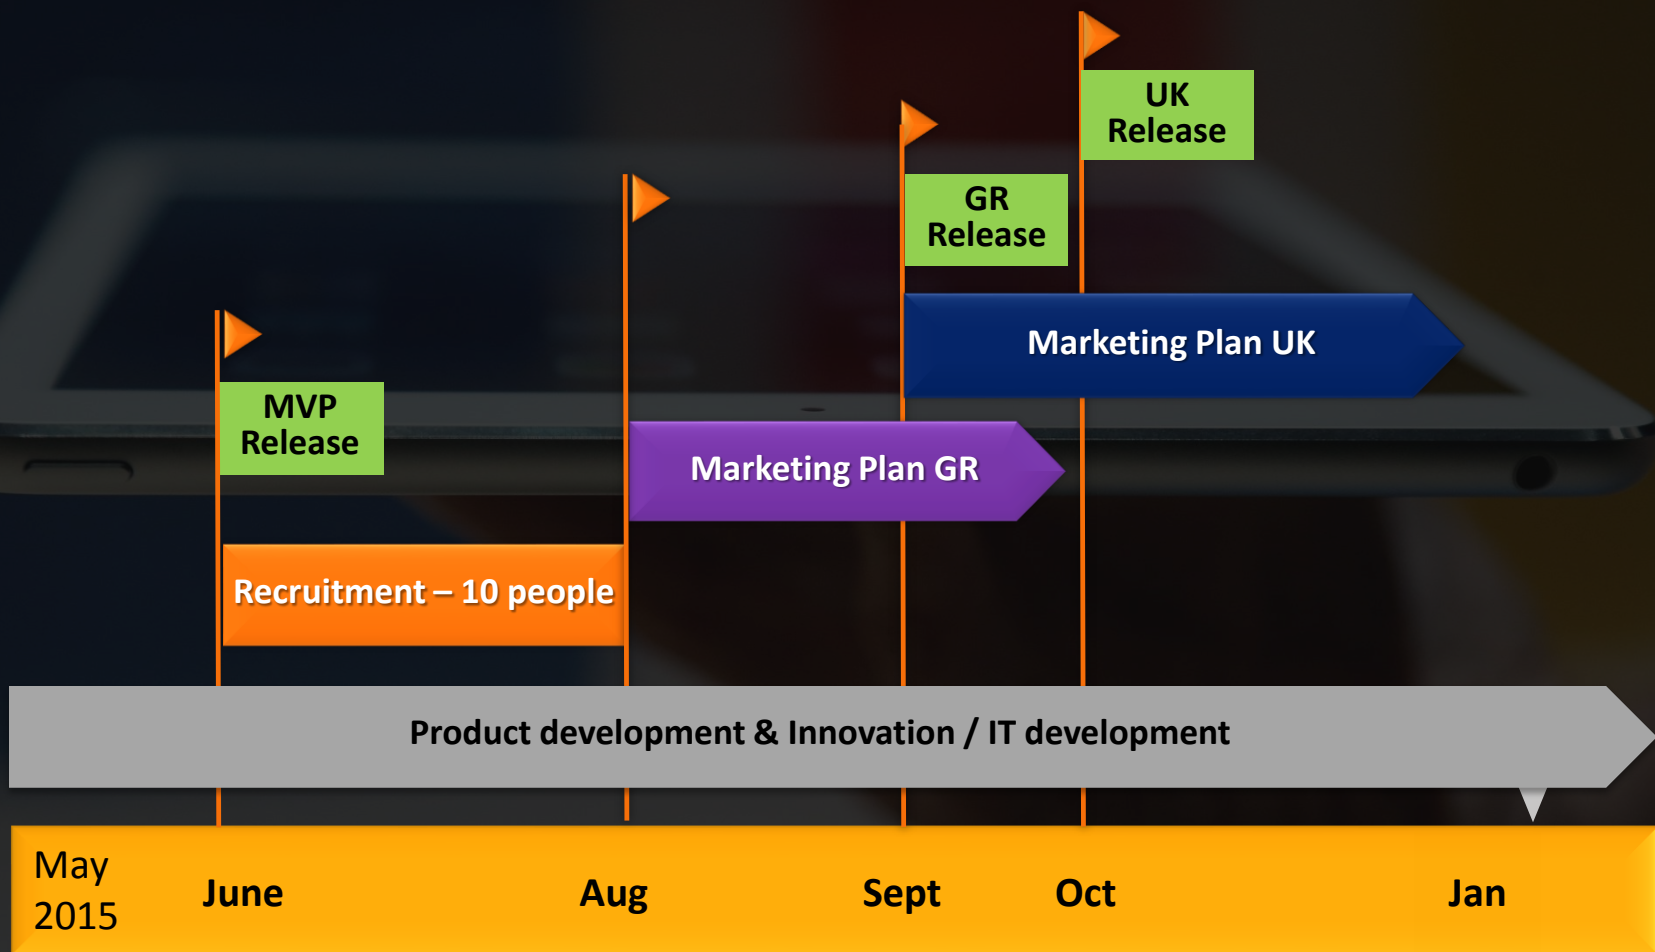 UK
Release
GR
Release
Marketing Plan UK
MVP
Release
Marketing Plan GR
Recruitment – 10 people
Product development & Innovation / IT development
May
2015
June
Aug
Sept
Oct
Jan